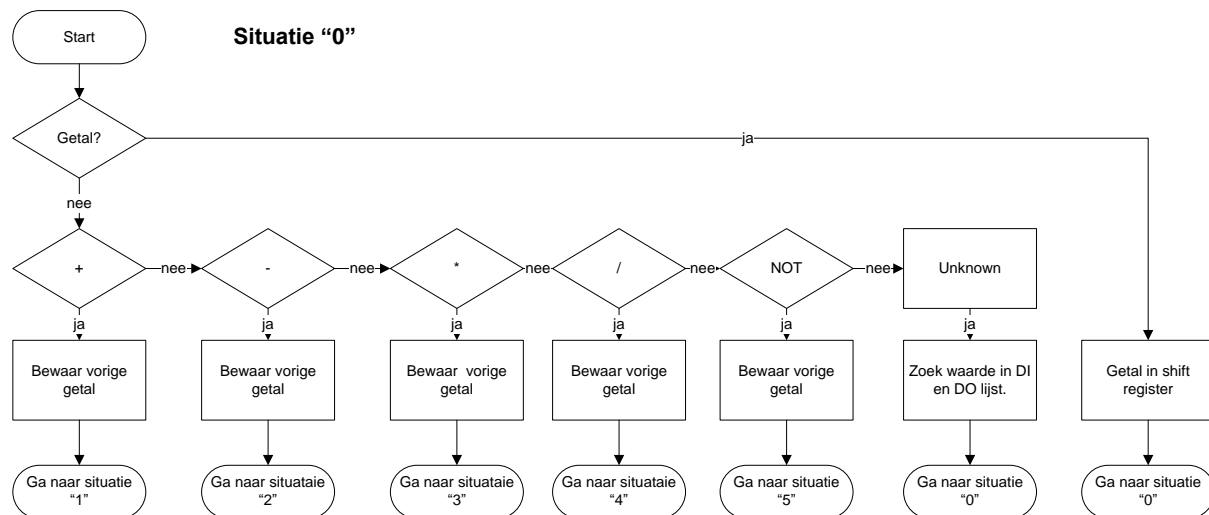 Start
Situatie “0”
Getal?
ja
nee
+
nee
-
nee
*
nee
/
nee
NOT
nee
Unknown
ja
ja
ja
ja
ja
ja
Bewaar vorige
getal
Bewaar vorige
getal
Bewaar vorige
getal
Bewaar vorige
getal
Bewaar vorige
getal
Zoek waarde in DI
en DO lijst.
Getal in shift
register
Ga naar situatie
“1”
Ga naar situataie
“2”
Ga naar situataie
“3”
Ga naar situataie
“4”
Ga naar situatie
“5”
Ga naar situatie
“0”
Ga naar situatie
“0”